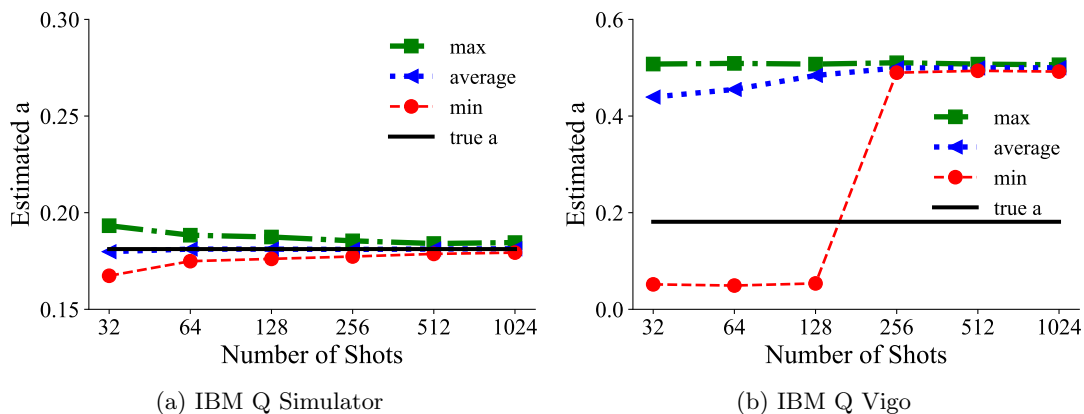 0.30
0.25
0.20
0.15
Estimated a
max
average
min
true a
32 64 128 256 512 1024
Number of Shots
(a) IBM Q Simulator
0.6
0.4
0.2
0.0
Estimated a
max
average
min
true a
32 64 128 256 512 1024
Number of Shots
(b) IBM Q Vigo